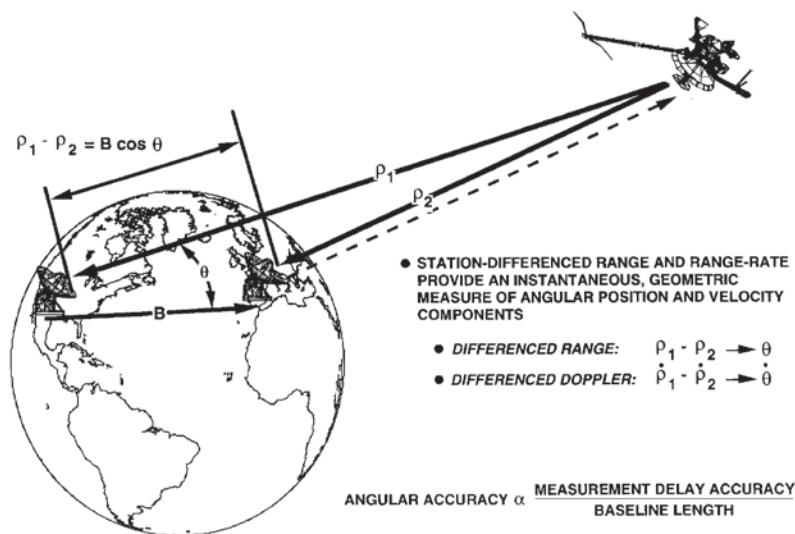 ρ₁ - ρ₂ = B cos θ
ρ₁
ρ₂
θ
B
● STATION-DIFFERENCED RANGE AND RANGE-RATE
PROVIDE AN INSTANTANEOUS, GEOMETRIC
MEASURE OF ANGULAR POSITION AND VELOCITY
COMPONENTS
● DIFFERENCED RANGE: ρ₁ - ρ₂ → θ
● DIFFERENCED DOPPLER: ρ̇₁ - ρ̇₂ → θ̇
ANGULAR ACCURACY α MEASUREMENT DELAY ACCURACY
BASELINE LENGTH